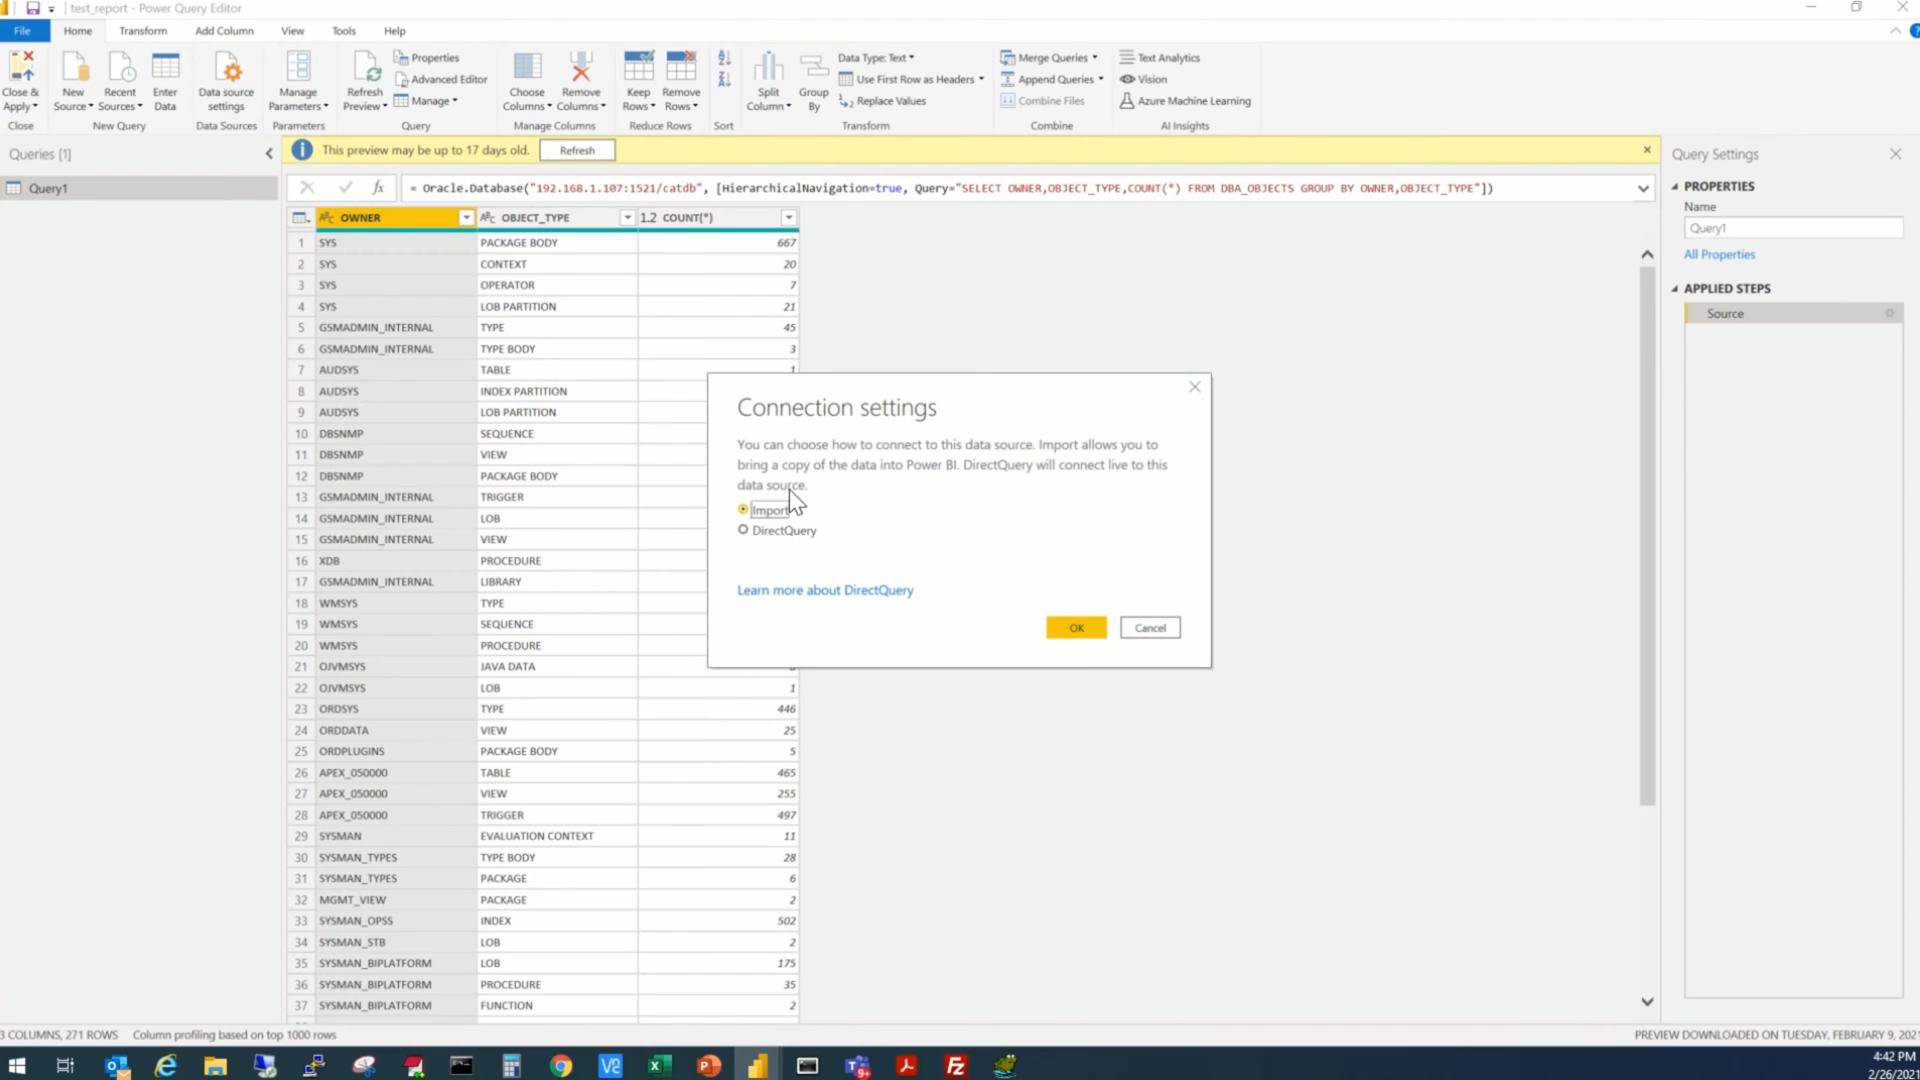 test_report - Power Query Editor
File Home Transform Add Column View Tools Help
Close & Apply
New Source
Recent Sources
Enter Data
Data source settings
Manage Parameters
Refresh Preview
Properties
Advanced Editor
Manage
Choose Columns
Remove Columns
Keep Rows
Remove Rows
Split Column
Group By
Data Type: Text
Use First Row as Headers
Replace Values
Merge Queries
Append Queries
Combine Files
Text Analytics
Vision
Azure Machine Learning
Close New Query Data Sources Parameters Query Manage Columns Reduce Rows Sort Transform Combine AI Insights
Queries [1]
Query1
This preview may be up to 17 days old. Refresh
fx = Oracle.Database("192.168.1.107:1521/catdb", [HierarchicalNavigation=true, Query="SELECT OWNER,OBJECT_TYPE,COUNT(*) FROM DBA_OBJECTS GROUP BY OWNER,OBJECT_TYPE"])
ABC OWNER ABC OBJECT_TYPE 1.2 COUNT(*)
1 SYS PACKAGE BODY 667
2 SYS CONTEXT 20
3 SYS OPERATOR 7
4 SYS LOB PARTITION 21
5 GSMADMIN_INTERNAL TYPE 45
6 GSMADMIN_INTERNAL TYPE BODY 3
7 AUDSYS TABLE 1
8 AUDSYS INDEX PARTITION
9 AUDSYS LOB PARTITION
10 DBSNMP SEQUENCE
11 DBSNMP VIEW
12 DBSNMP PACKAGE BODY
13 GSMADMIN_INTERNAL TRIGGER
14 GSMADMIN_INTERNAL LOB
15 GSMADMIN_INTERNAL VIEW
16 XDB PROCEDURE
17 GSMADMIN_INTERNAL LIBRARY
18 WMSYS TYPE
19 WMSYS SEQUENCE
20 WMSYS PROCEDURE
21 OJVMSYS JAVA DATA
22 OJVMSYS LOB 1
23 ORDSYS TYPE 446
24 ORDDATA VIEW 25
25 ORDPLUGINS PACKAGE BODY 5
26 APEX_050000 TABLE 465
27 APEX_050000 VIEW 255
28 APEX_050000 TRIGGER 497
29 SYSMAN EVALUATION CONTEXT 11
30 SYSMAN_TYPES TYPE BODY 28
31 SYSMAN_TYPES PACKAGE 6
32 MGMT_VIEW PACKAGE 2
33 SYSMAN_OPSS INDEX 502
34 SYSMAN_STB LOB 2
35 SYSMAN_BIPLATFORM LOB 175
36 SYSMAN_BIPLATFORM PROCEDURE 35
37 SYSMAN_BIPLATFORM FUNCTION 2
Connection settings
You can choose how to connect to this data source. Import allows you to
bring a copy of the data into Power BI. DirectQuery will connect live to this
data source.
Import
DirectQuery
Learn more about DirectQuery
OK Cancel
Query Settings
PROPERTIES
Name
Query1
All Properties
APPLIED STEPS
Source
3 COLUMNS, 271 ROWS Column profiling based on top 1000 rows
PREVIEW DOWNLOADED ON TUESDAY, FEBRUARY 9, 2021
4:42 PM
2/26/2021